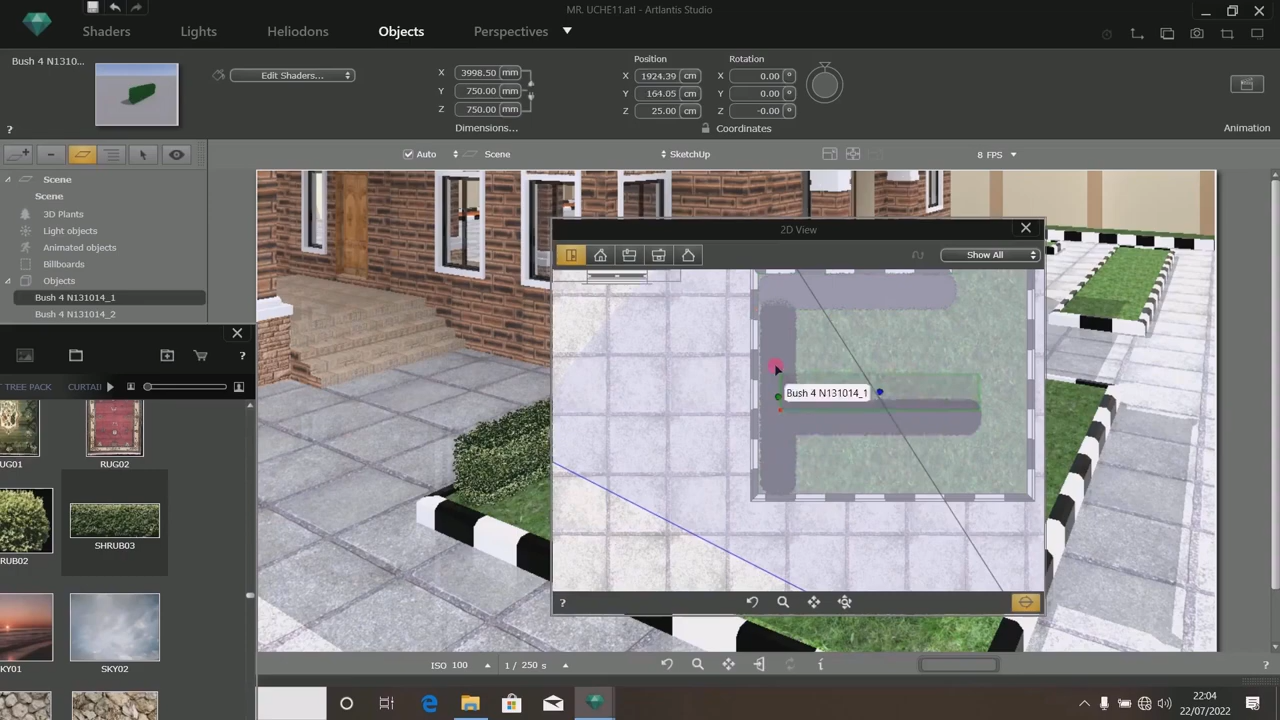 MR. UCHE11.atl - Artlantis Studio
Shaders
Lights
Heliodons
Objects
Perspectives
Bush 4 N1310...
Edit Shaders...
X 3998.50 mm
Y 750.00 mm
Z 750.00 mm
Dimensions...
Position
X 1924.39 cm
Y 164.05 cm
Z 25.00 cm
Rotation
X 0.00 °
Y 0.00 °
Z -0.00 °
Coordinates
?
Animation
Auto
Scene
SketchUp
8 FPS
Scene
Scene
3D Plants
Light objects
Animated objects
Billboards
Objects
Bush 4 N131014_1
Bush 4 N131014_2
2D View
Show All
Bush 4 N131014_1
?
?
TREE PACK
CURTAI
UG01
RUG02
RUB02
SHRUB03
KY01
SKY02
ISO 100
1 / 250 s
i
?
22:04
22/07/2022